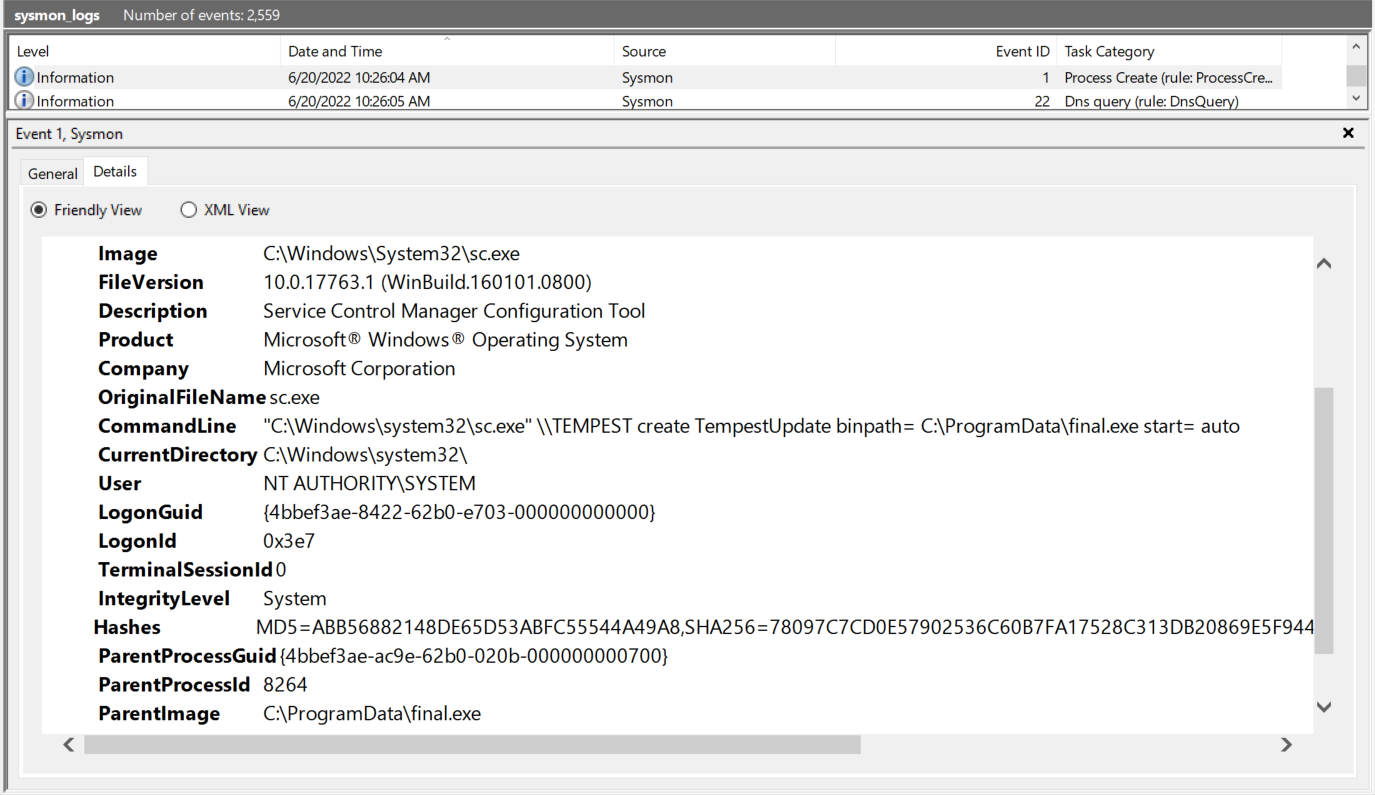 sysmon_logs Number of events: 2,559
Level Date and Time Source Event ID Task Category
Information 6/20/2022 10:26:04 AM Sysmon 1 Process Create (rule: ProcessCre...
Information 6/20/2022 10:26:05 AM Sysmon 22 Dns query (rule: DnsQuery)
Event 1, Sysmon
General Details
Friendly View XML View
Image C:\Windows\System32\sc.exe
FileVersion 10.0.17763.1 (WinBuild.160101.0800)
Description Service Control Manager Configuration Tool
Product Microsoft® Windows® Operating System
Company Microsoft Corporation
OriginalFileName sc.exe
CommandLine "C:\Windows\system32\sc.exe" \\TEMPEST create TempestUpdate binpath= C:\ProgramData\final.exe start= auto
CurrentDirectory C:\Windows\system32\
User NT AUTHORITY\SYSTEM
LogonGuid {4bbef3ae-8422-62b0-e703-000000000000}
LogonId 0x3e7
TerminalSessionId 0
IntegrityLevel System
Hashes MD5=ABB56882148DE65D53ABFC55544A49A8,SHA256=78097C7CD0E57902536C60B7FA17528C313DB20869E5F944
ParentProcessGuid {4bbef3ae-ac9e-62b0-020b-000000000700}
ParentProcessId 8264
ParentImage C:\ProgramData\final.exe